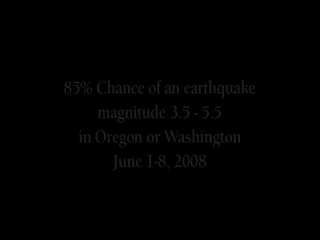 85% Chance of an earthquake
magnitude 3.5 - 5.5
in Oregon or Washington
June 1-8, 2008